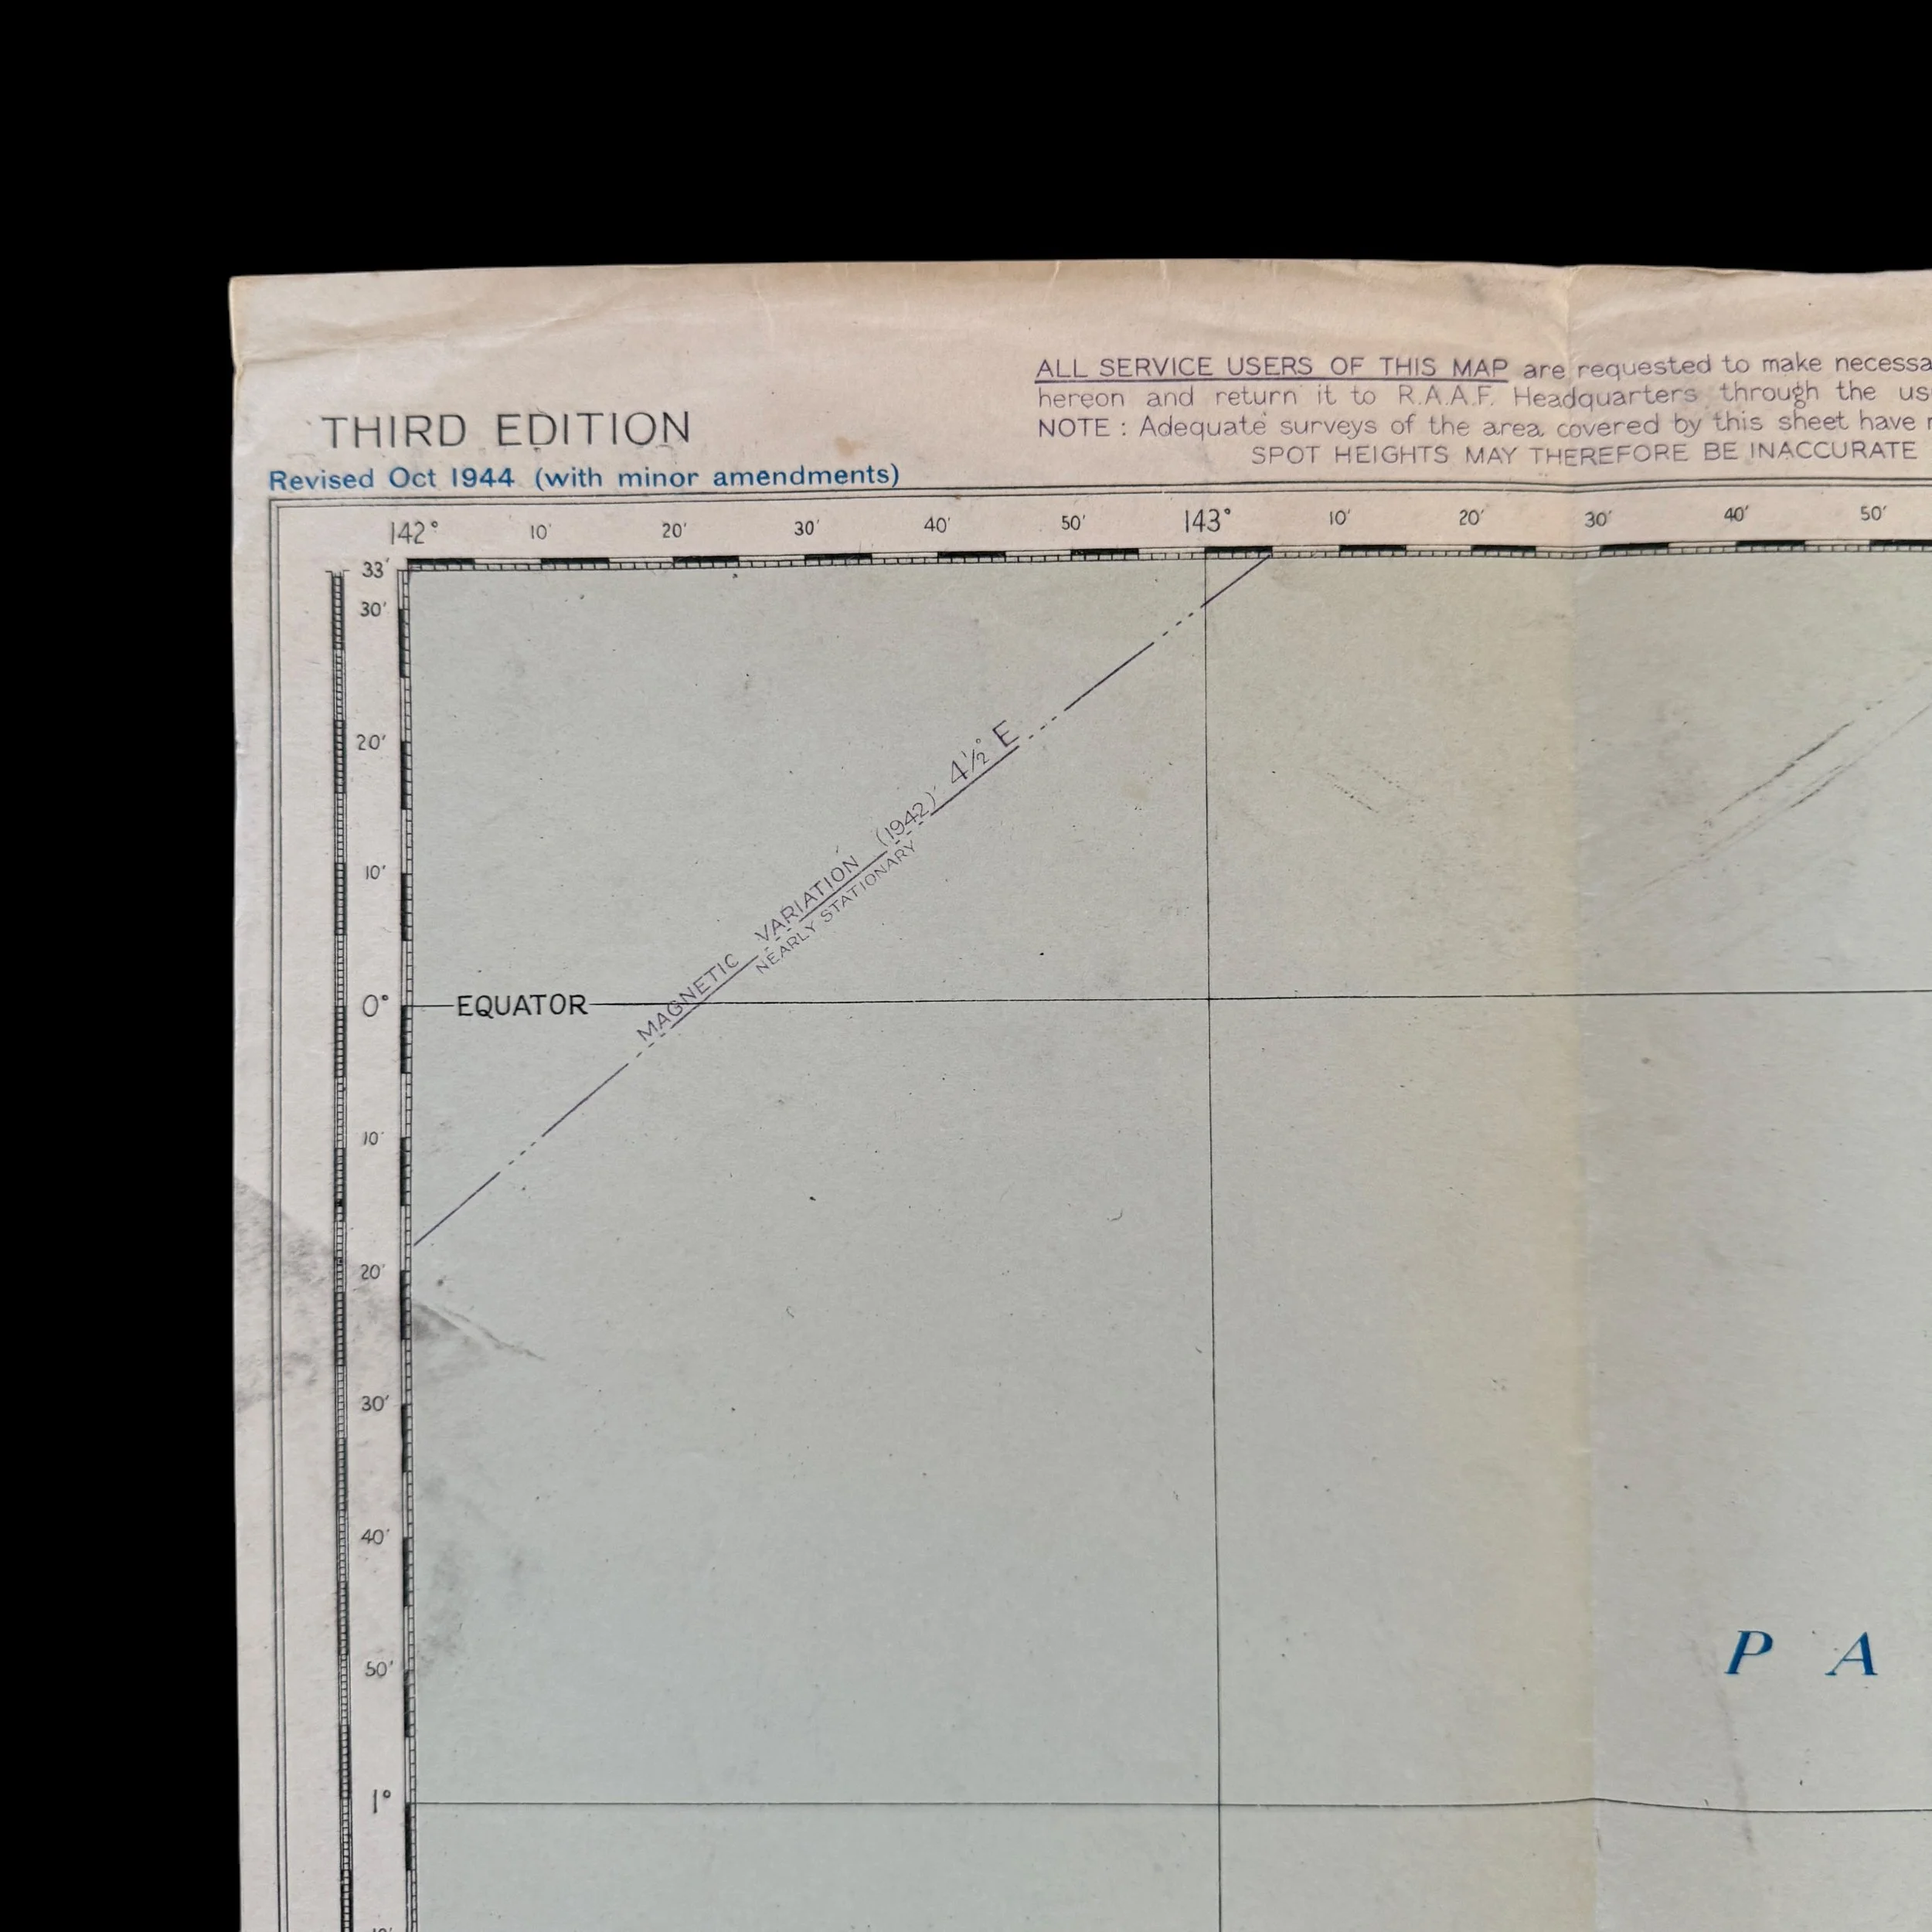 ALL SERVICE USERS OF THIS MAP are requested to make
hereon and return it to R.A.A.F. Headquarters through the
NOTE : Adequate surveys of the area covered by this sheet have
SPOT HEIGHTS MAY THEREFORE BE INACCURATE
THIRD EDITION
Revised Oct 1944 (with minor amendments)
142° 10' 20' 30' 40' 50' 143° 10' 20' 30' 40' 50'
33'
30'
20'
10'
0°
10'
20'
30'
40'
50'
1°
MAGNETIC VARIATION (1942) 4½° E
NEARLY STATIONARY
EQUATOR
P A